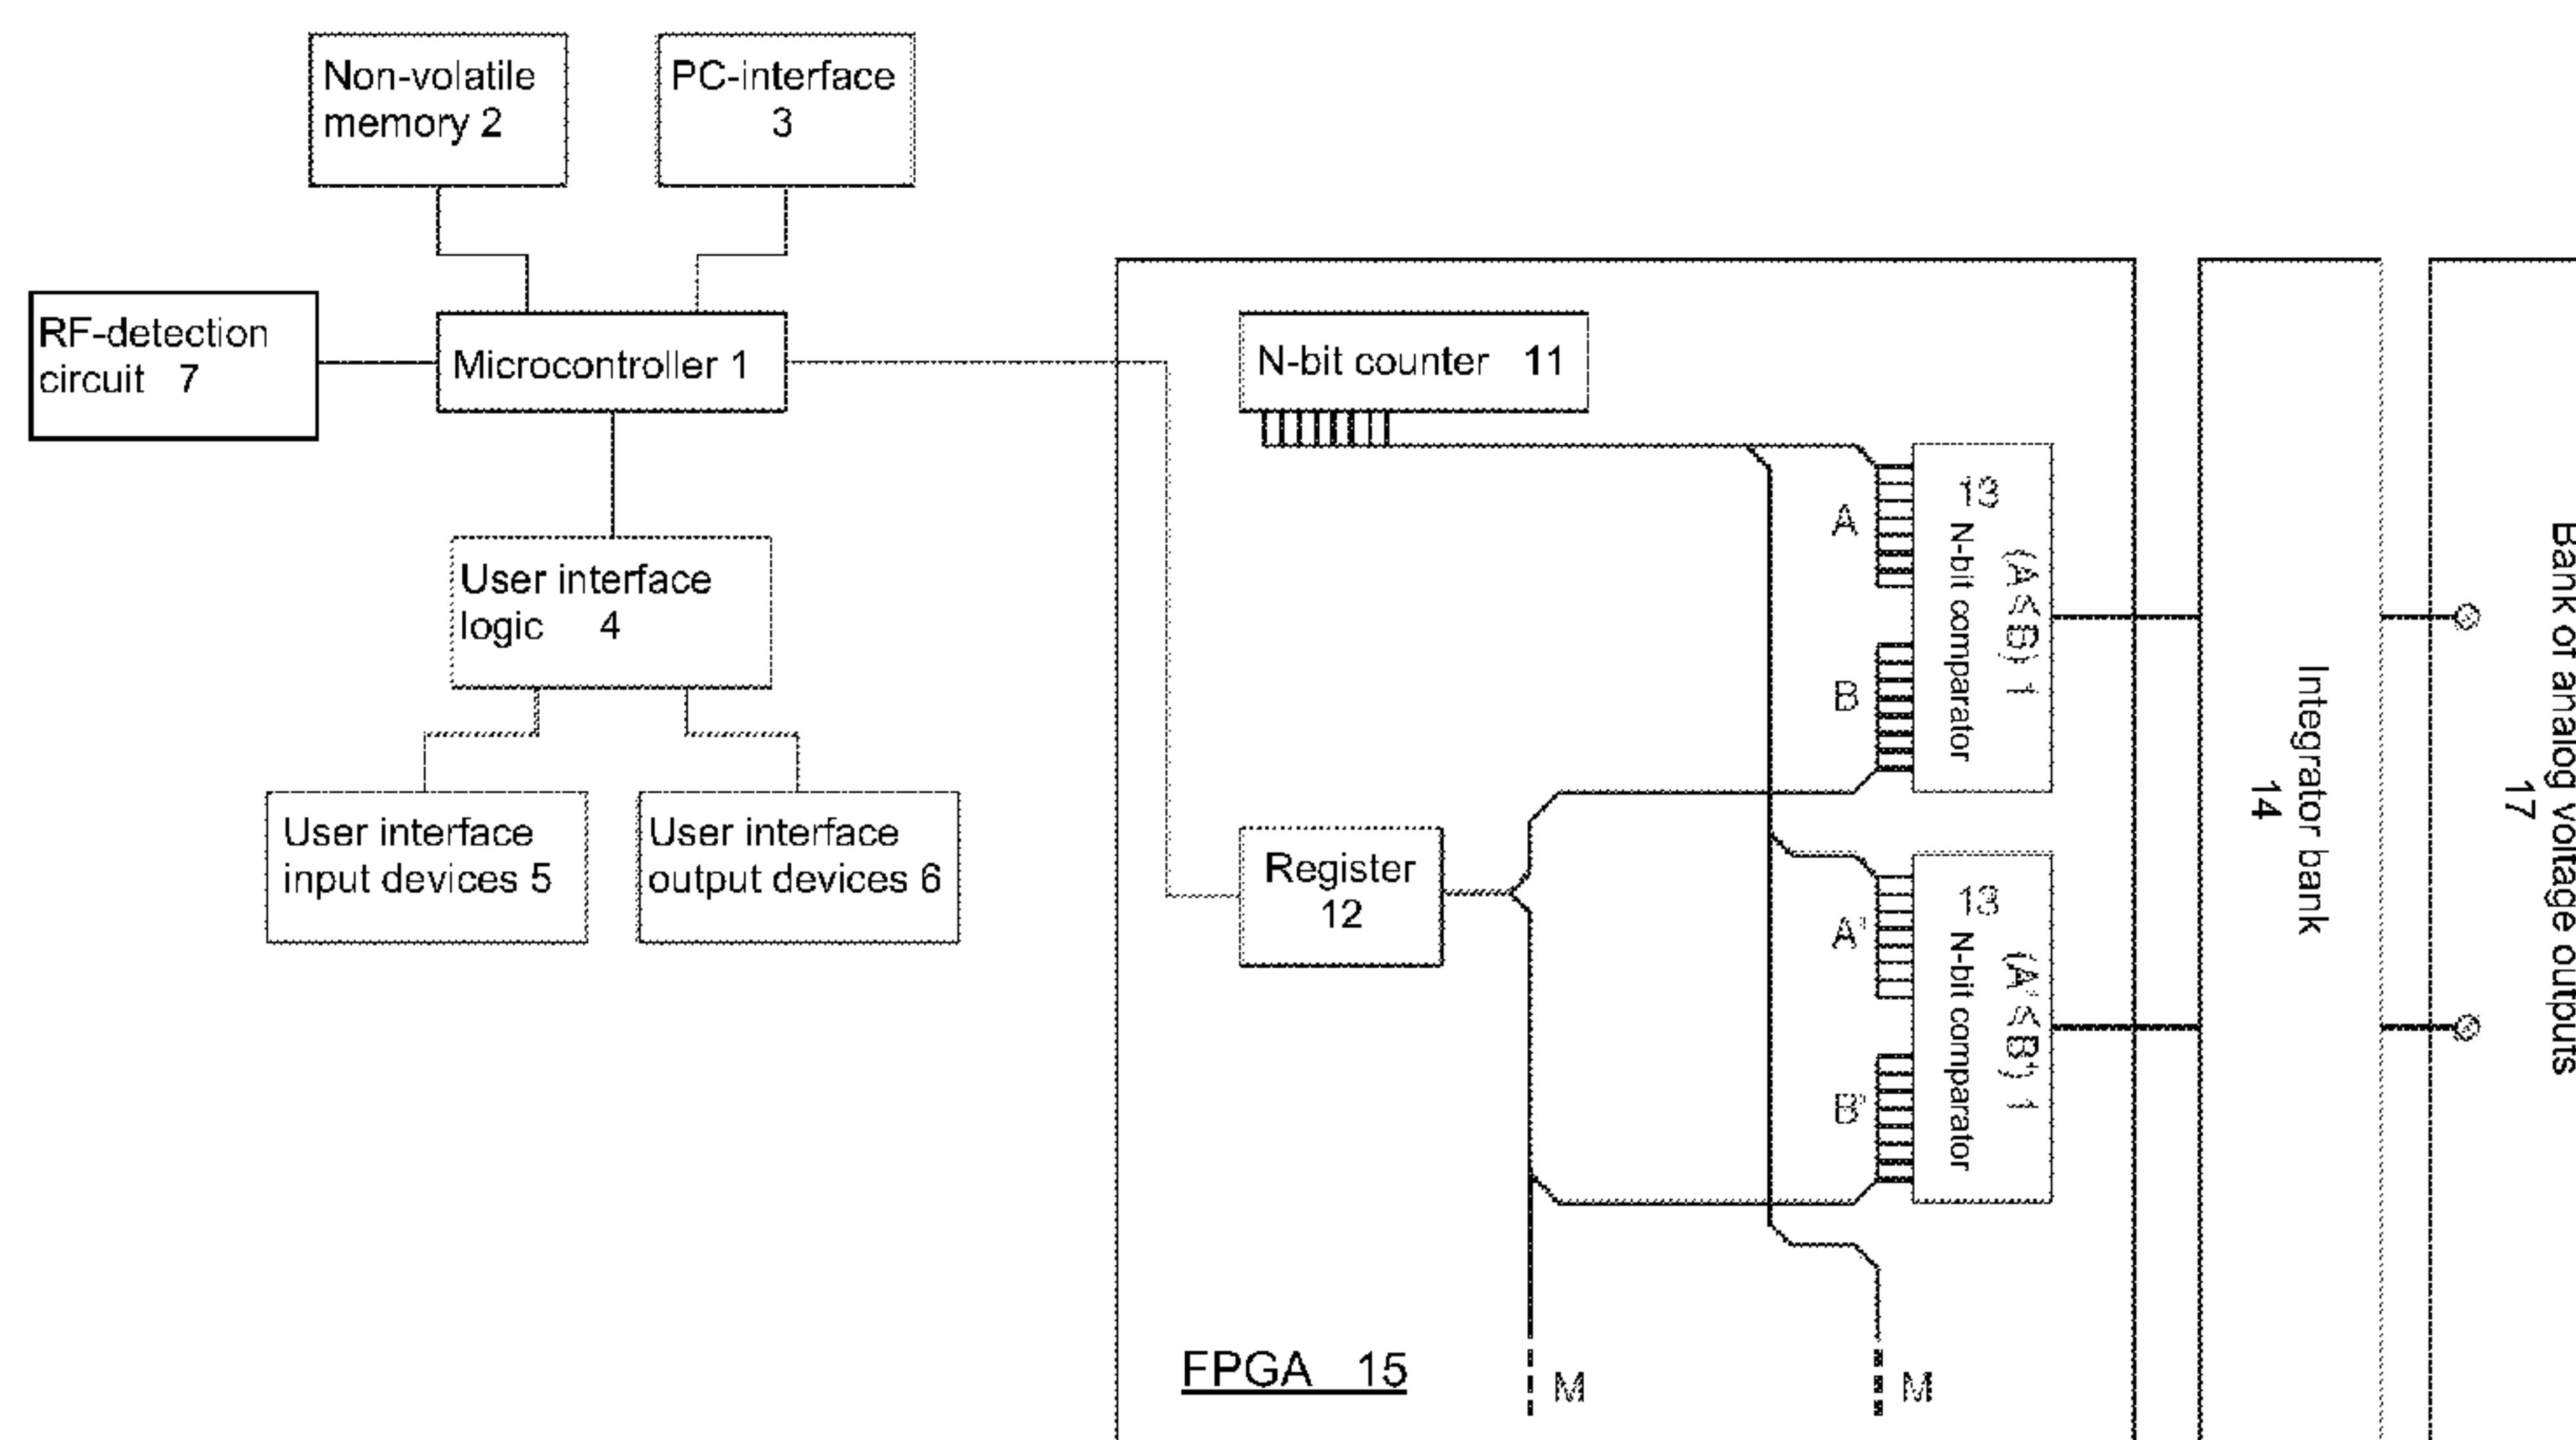 Non-volatile
memory 2
PC-interface
3
RF-detection
circuit 7
Microcontroller 1
N-bit counter 11
User interface
logic 4
User interface
input devices 5
User interface
output devices 6
Register
12
A
B
13
N-bit comparator
(A≤B) 1
A'
B'
13
N-bit comparator
(A'≤B') 1
M
M
FPGA 15
Integrator bank
14
Bank of analog voltage outputs
17